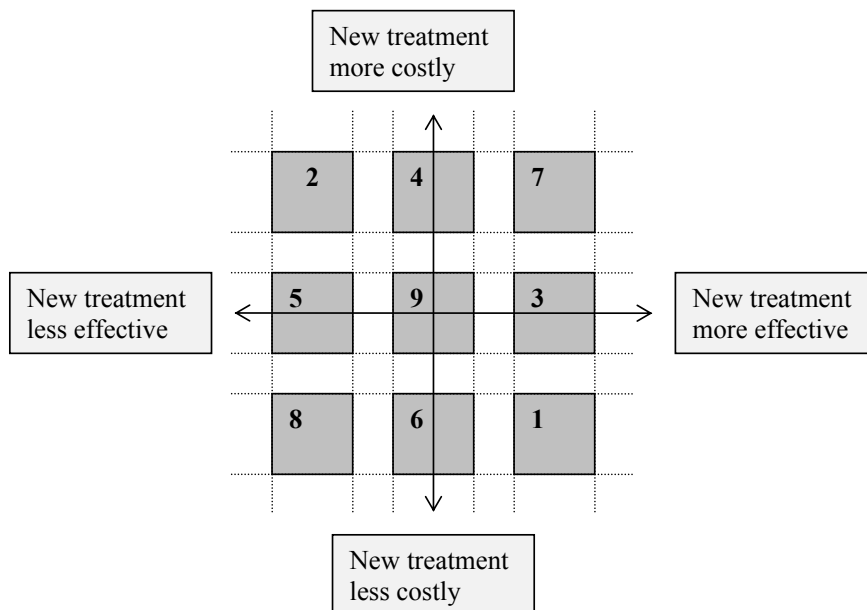 New treatment
more costly
2 4 7
New treatment
less effective
5 9 3
New treatment
more effective
8 6 1
New treatment
less costly